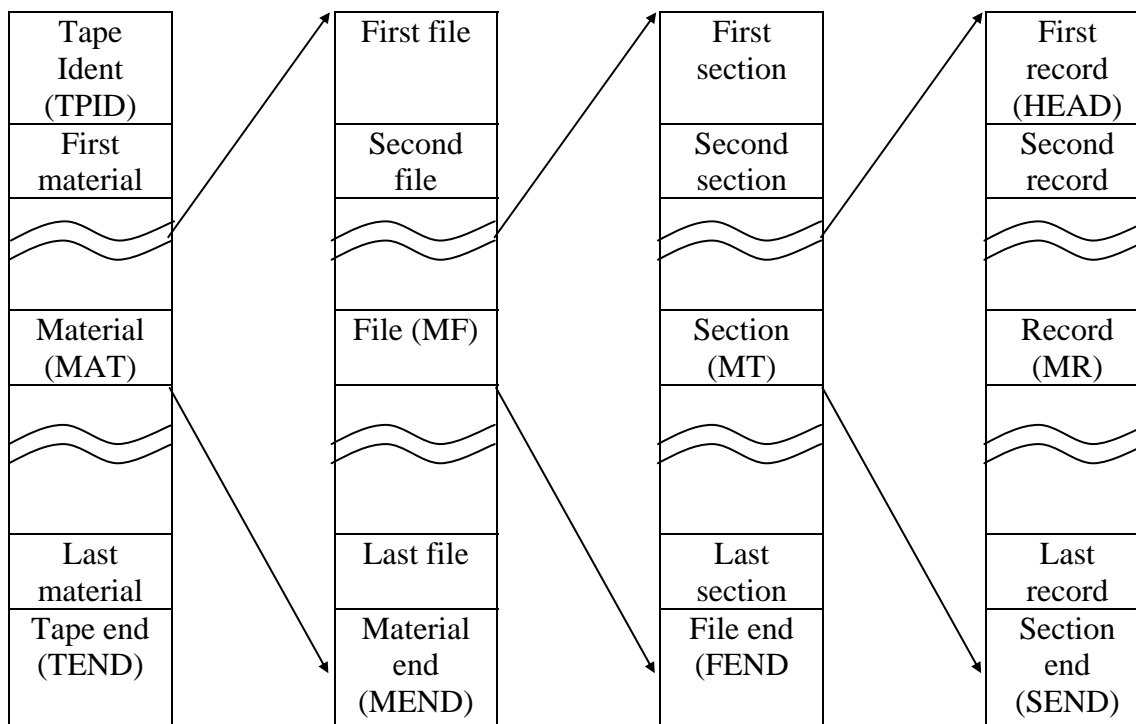 Tape
Ident
(TPID)
First
material
Material
(MAT)
Last
material
Tape end
(TEND)
First file
Second
file
File (MF)
Last file
Material
end
(MEND)
First
section
Second
section
Section
(MT)
Last
section
File end
(FEND
First
record
(HEAD)
Second
record
Record
(MR)
Last
record
Section
end
(SEND)